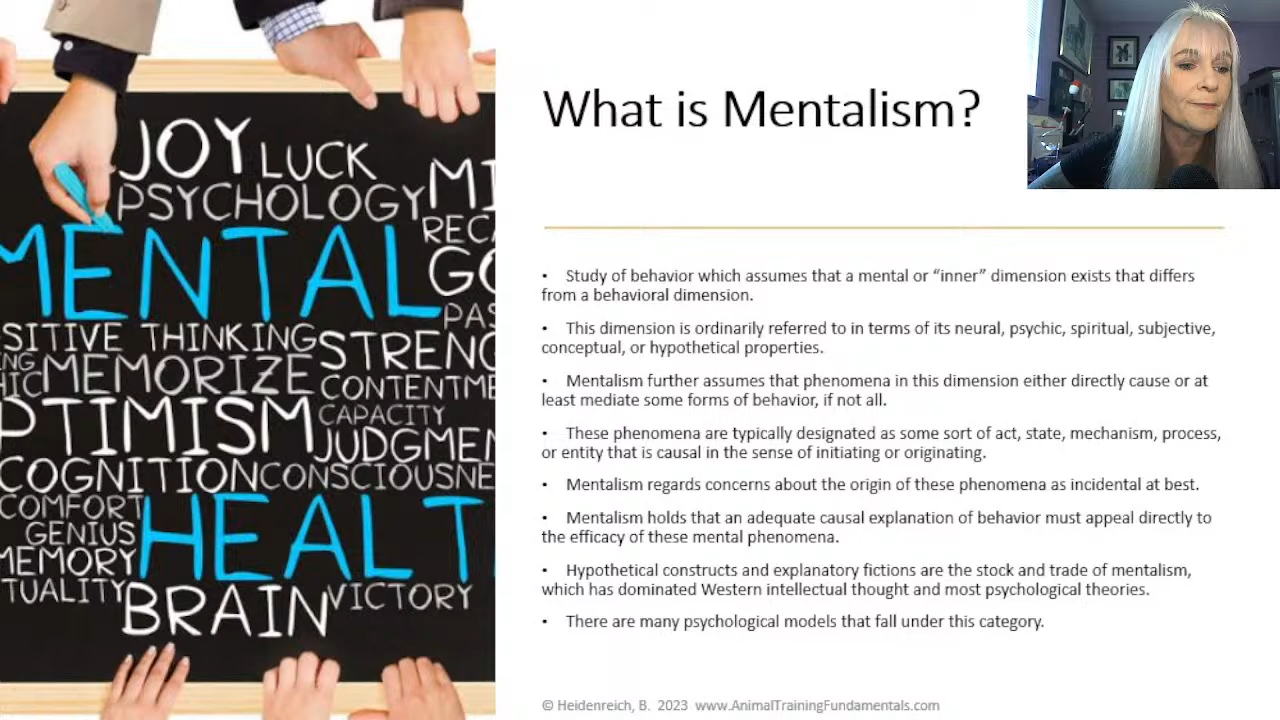 JOY LUCK
PSYCHOLOGY
MENTAL
THINKING
MEMORIZE
CONTENTME
CAPACITY
OPTIMISM
JUDGMEN
COGNITION CONSCIOUSNE
COMFORT
GENIUS
HEALT
MEMORY
BRAIN VICTORY
What is Mentalism?
• Study of behavior which assumes that a mental or “inner” dimension exists that differs
from a behavioral dimension.
• This dimension is ordinarily referred to in terms of its neural, psychic, spiritual, subjective,
conceptual, or hypothetical properties.
• Mentalism further assumes that phenomena in this dimension either directly cause or at
least mediate some forms of behavior, if not all.
• These phenomena are typically designated as some sort of act, state, mechanism, process,
or entity that is causal in the sense of initiating or originating.
• Mentalism regards concerns about the origin of these phenomena as incidental at best.
• Mentalism holds that an adequate causal explanation of behavior must appeal directly to
the efficacy of these mental phenomena.
• Hypothetical constructs and explanatory fictions are the stock and trade of mentalism,
which has dominated Western intellectual thought and most psychological theories.
• There are many psychological models that fall under this category.
© Heidenreich, B. 2023 www.AnimalTrainingFundamentals.com